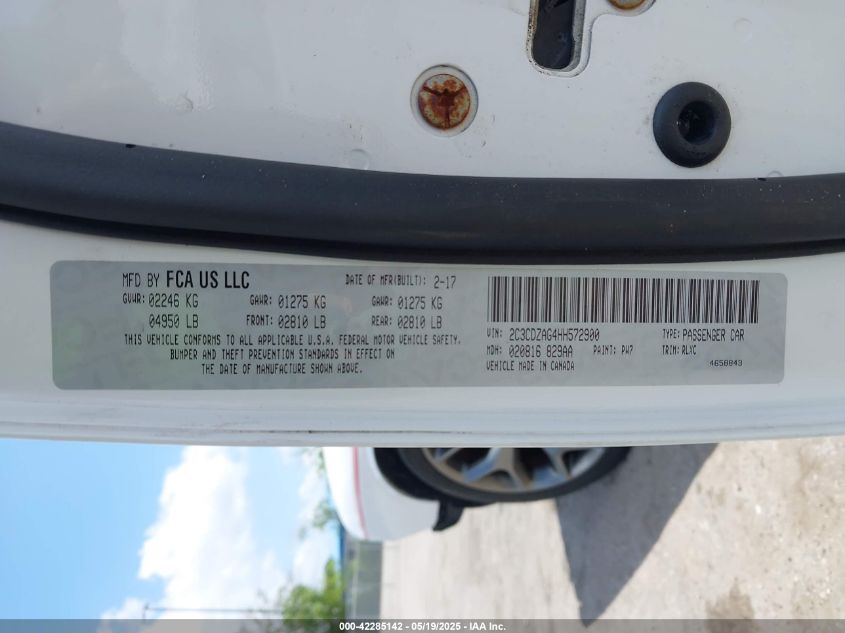 MFD BY FCA US LLC DATE OF MFR(BUILT): 2-17
GVWR: 02246 KG GAWR: 01275 KG GAWR: 01275 KG
04950 LB FRONT: 02810 LB REAR: 02810 LB
THIS VEHICLE CONFORMS TO ALL APPLICABLE U.S.A. FEDERAL MOTOR VEHICLE SAFETY,
BUMPER AND THEFT PREVENTION STANDARDS IN EFFECT ON
THE DATE OF MANUFACTURE SHOWN ABOVE.
VIN: 2C3CDZAG4HH572900 TYPE: PASSENGER CAR
MDH: 020816 829AA PAINT: PW7 TRIM: RLYC
VEHICLE MADE IN CANADA 4656843
000-42285142 - 05/19/2025 - IAA Inc.